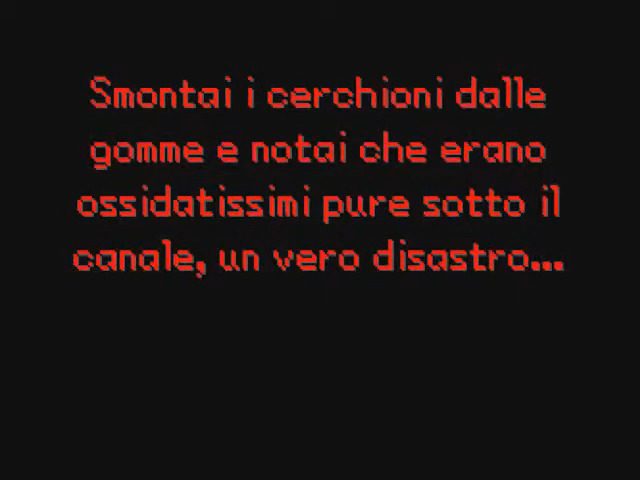 Smontai i cerchioni dalle
gomme e notai che erano
ossidatissimi pure sotto il
canale, un vero disastro...